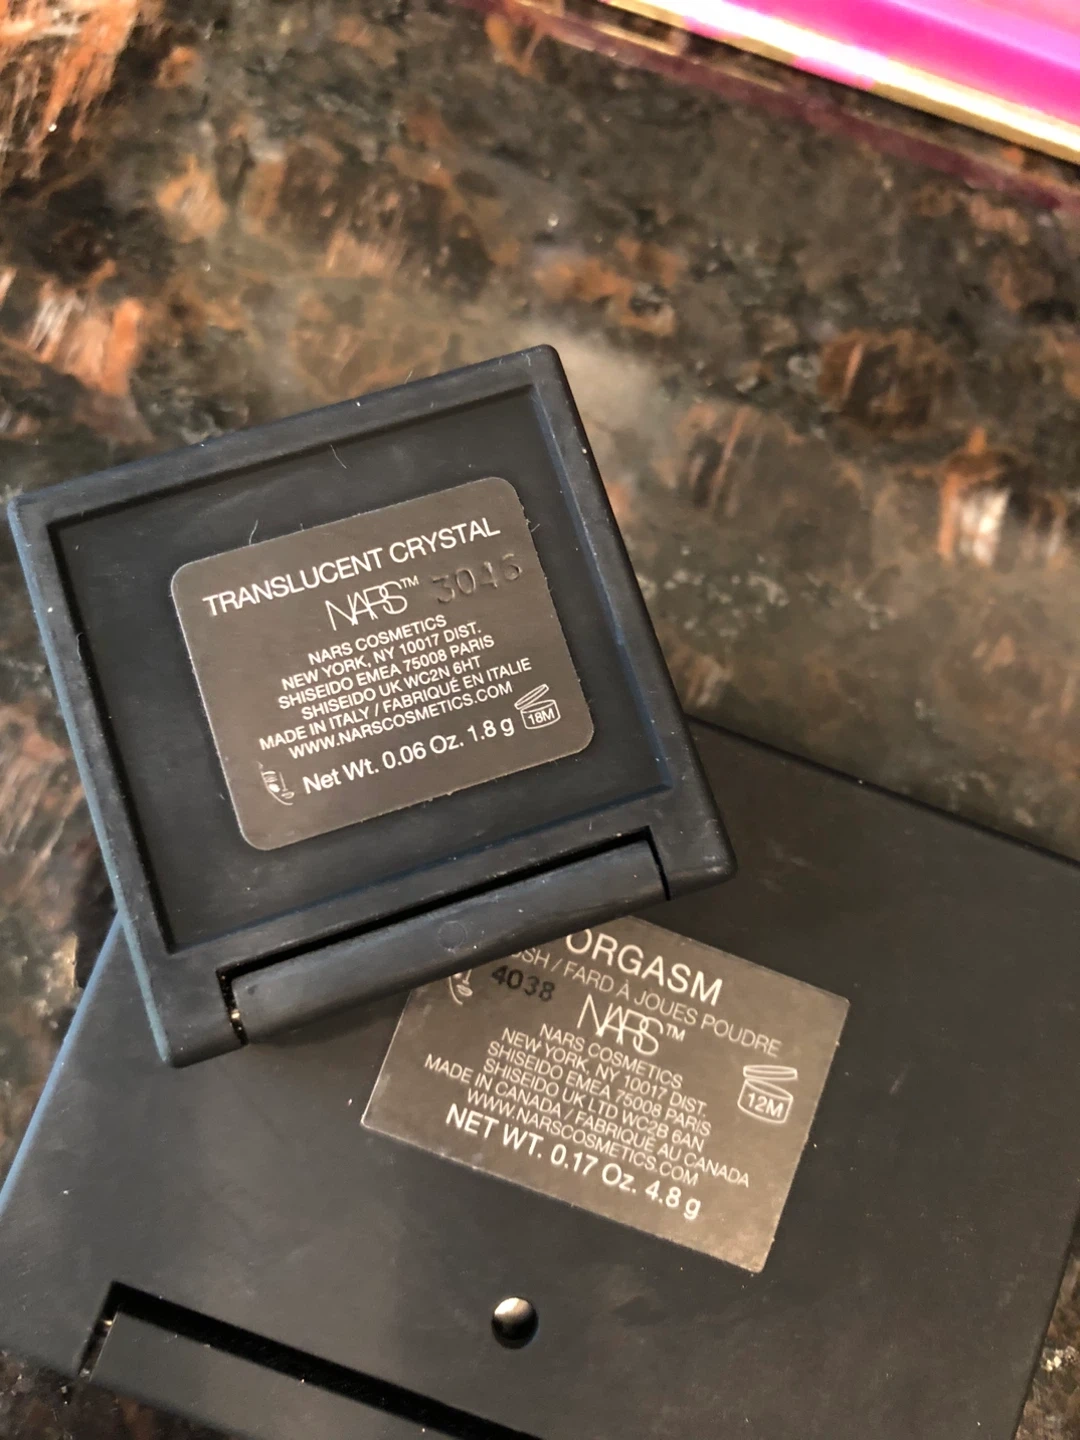 TRANSLUCENT CRYSTAL
NARS™ 3045
NARS COSMETICS
NEW YORK, NY 10017 DIST.
SHISEIDO EMEA 75008 PARIS
SHISEIDO UK WC2N 6HT
MADE IN ITALY / FABRIQUÉ EN ITALIE
WWW.NARSCOSMETICS.COM
Net Wt. 0.06 Oz. 1.8 g
18M
ORGASM
/ FARD À JOUES POUDRE
4038
NARS™
NARS COSMETICS
NEW YORK, NY 10017 DIST.
SHISEIDO EMEA 75008 PARIS
SHISEIDO UK LTD WC2B 6AN
MADE IN CANADA / FABRIQUÉ AU CANADA
WWW.NARSCOSMETICS.COM
NET WT. 0.17 Oz. 4.8 g
12M